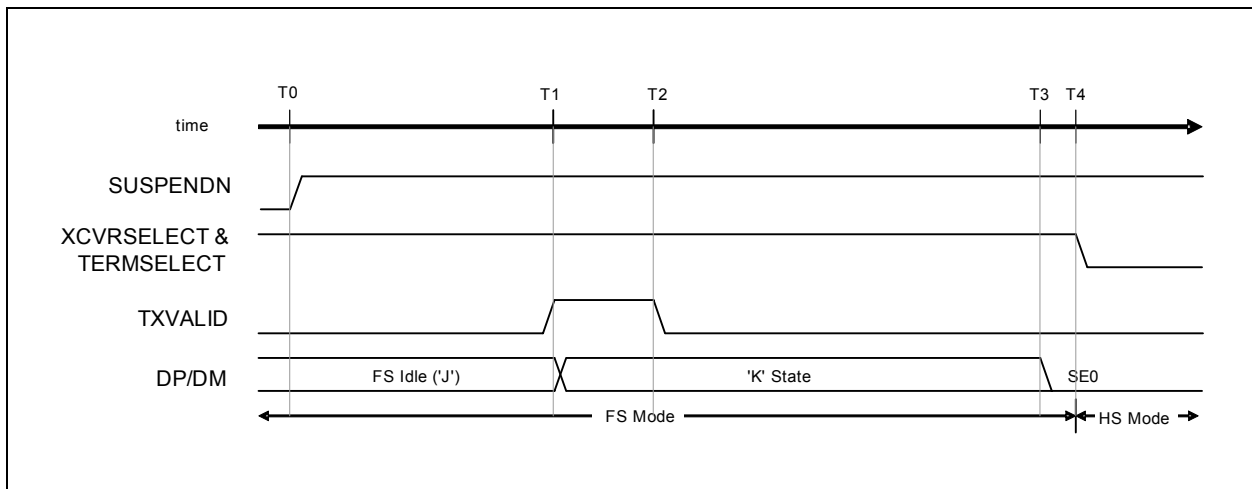 T0 T1 T2 T3 T4
time
SUSPENDN
XCVRSELECT &
TERMSELECT
TXVALID
DP/DM FS Idle ('J') 'K' State SE0
FS Mode HS Mode